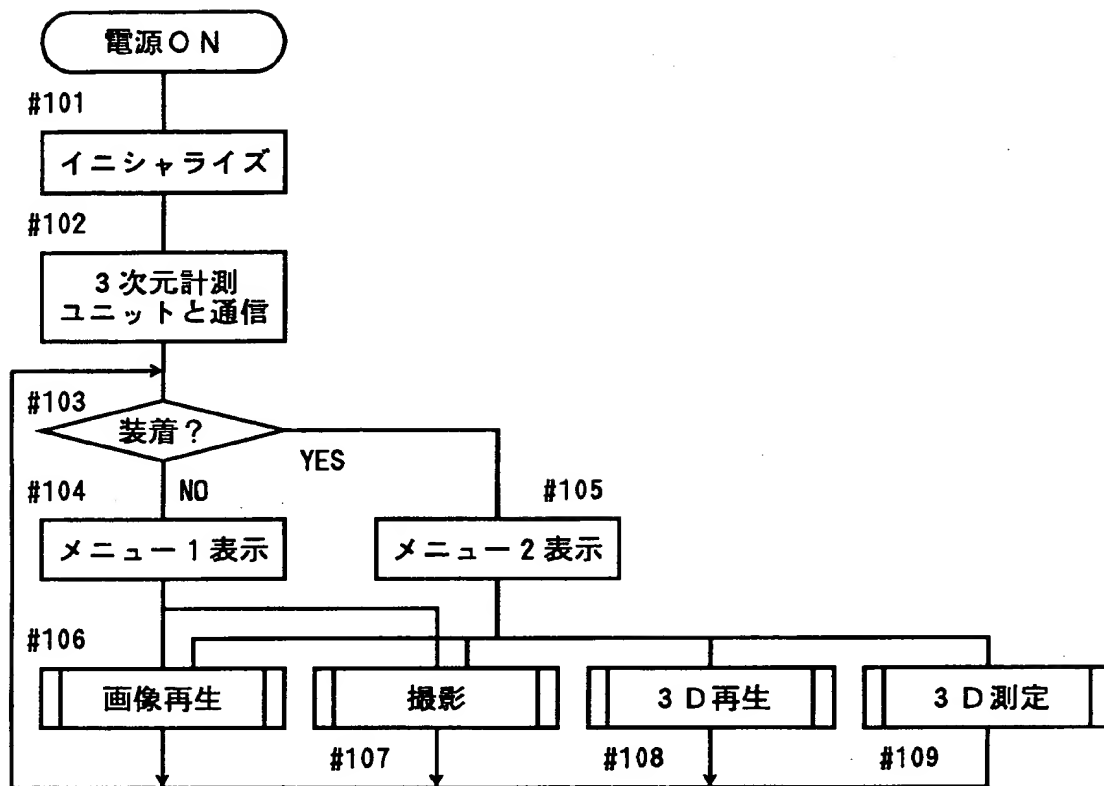 電源ON
#101
イニシャライズ
#102
3次元計測
ユニットと通信
#103
装着?
YES
NO
#104
#105
メニュー1表示
メニュー2表示
#106
画像再生
撮影
3D再生
3D測定
#107
#108
#109